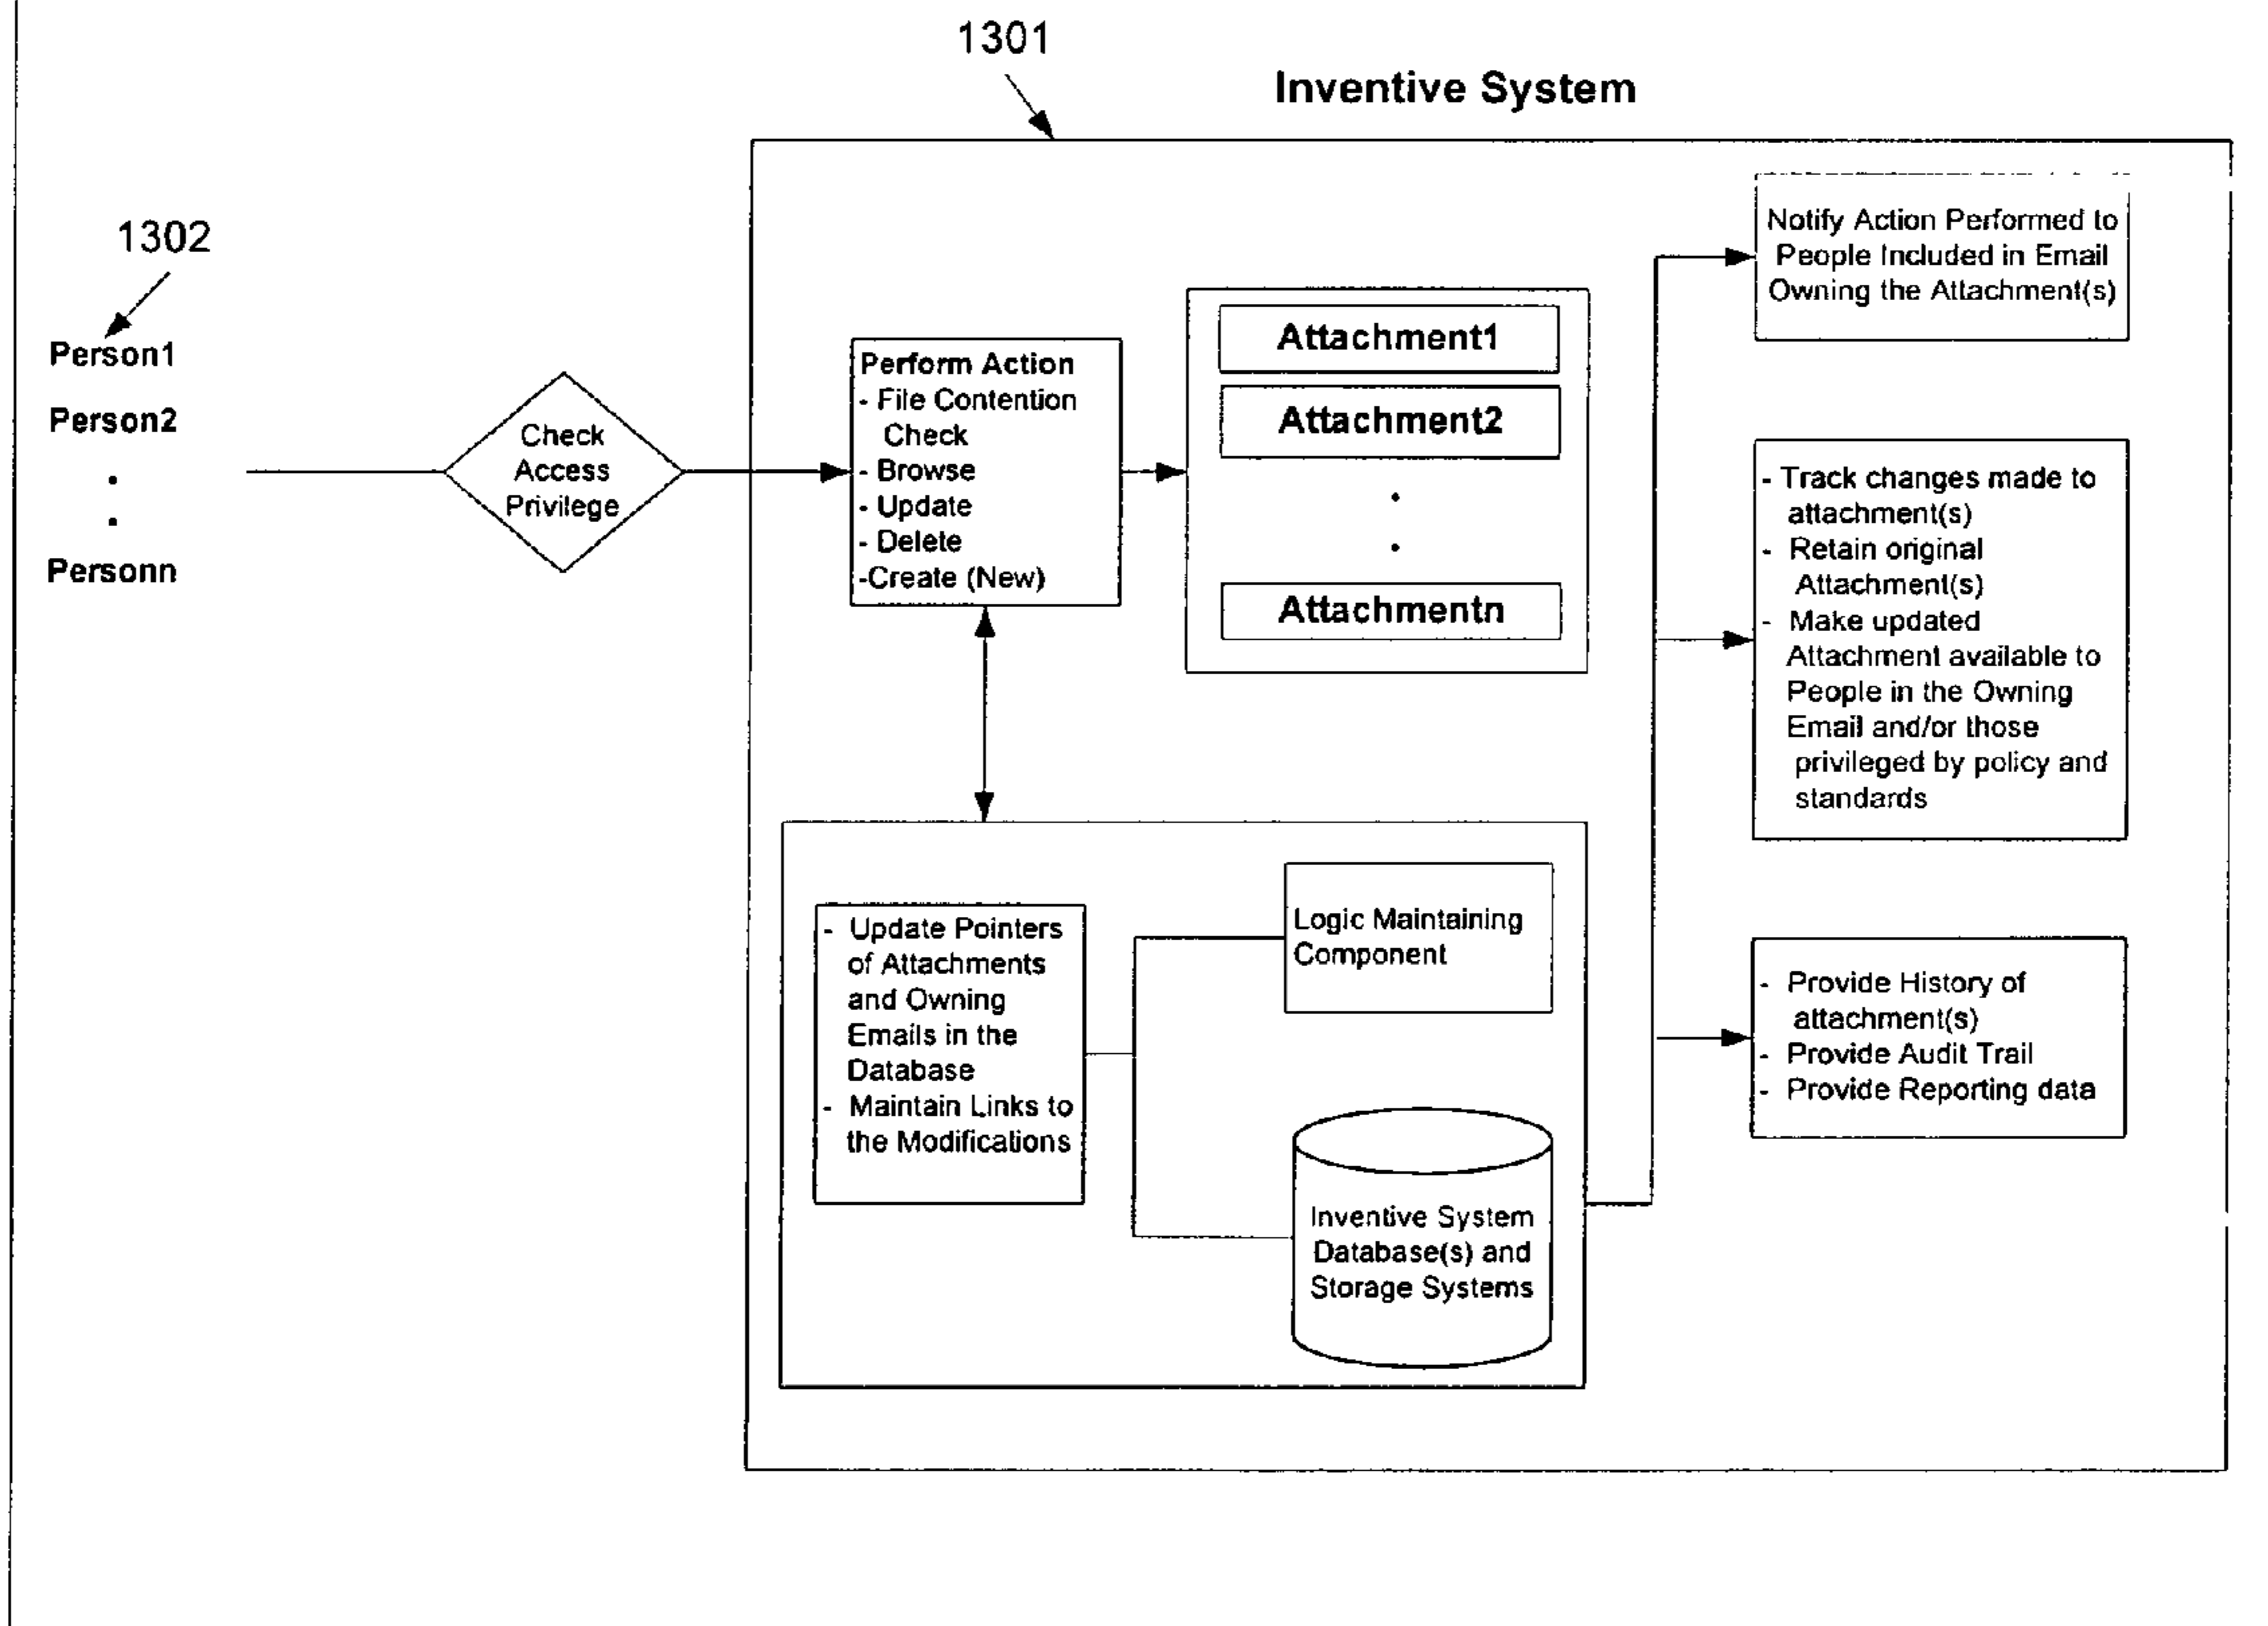 1301
Inventive System
1302
Person1
Person2
.
.
Personn
Check
Access
Privilege
Perform Action
- File Contention
Check
- Browse
- Update
- Delete
-Create (New)
Attachment1
Attachment2
.
.
Attachmentn
Notify Action Performed to
People Included in Email
Owning the Attachment(s)
- Track changes made to
attachment(s)
- Retain original
Attachment(s)
- Make updated
Attachment available to
People in the Owning
Email and/or those
privileged by policy and
standards
- Update Pointers
of Attachments
and Owning
Emails in the
Database
- Maintain Links to
the Modifications
Logic Maintaining
Component
Inventive System
Database(s) and
Storage Systems
- Provide History of
attachment(s)
- Provide Audit Trail
- Provide Reporting data